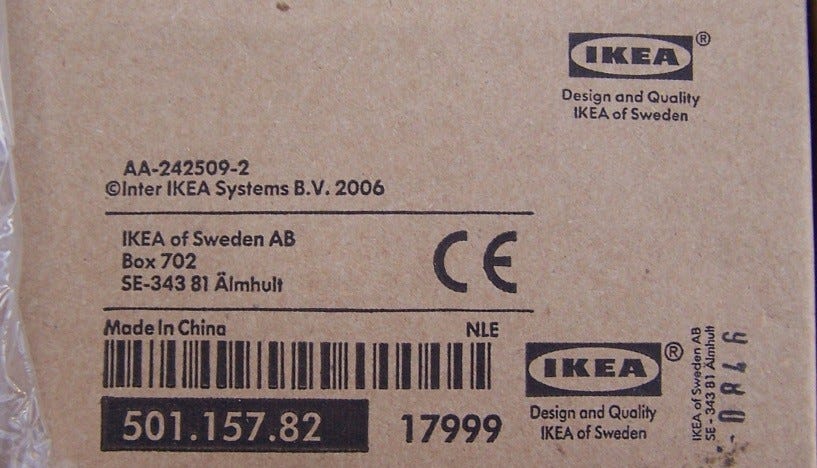 IKEA®
Design and Quality
IKEA of Sweden
AA-242509-2
©Inter IKEA Systems B.V. 2006
IKEA of Sweden AB
Box 702
SE-343 81 Älmhult
CE
Made In China
NLE
501.157.82
17999
IKEA®
Design and Quality
IKEA of Sweden
IKEA of Sweden AB
SE - 343 81 Älmhult